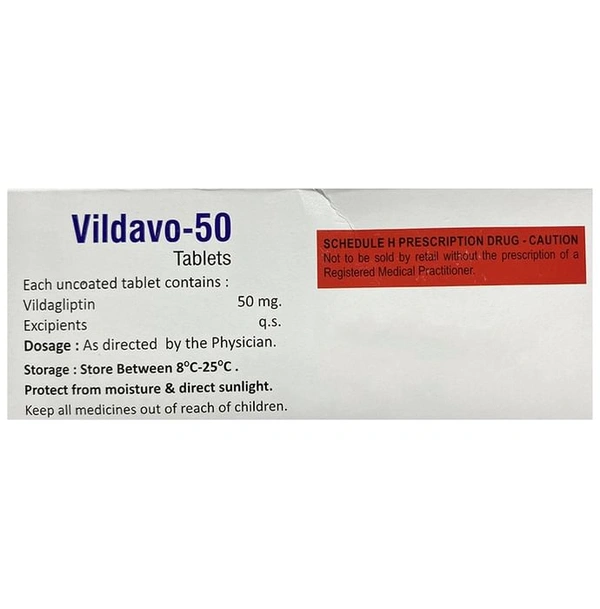 Vildavo-50
Tablets
Each uncoated tablet contains :
Vildagliptin 50 mg.
Excipients q.s.
Dosage : As directed by the Physician.
Storage : Store Between 8°C-25°C .
Protect from moisture & direct sunlight.
Keep all medicines out of reach of children.
SCHEDULE H PRESCRIPTION DRUG - CAUTION
Not to be sold by retail without the prescription of a
Registered Medical Practitioner.